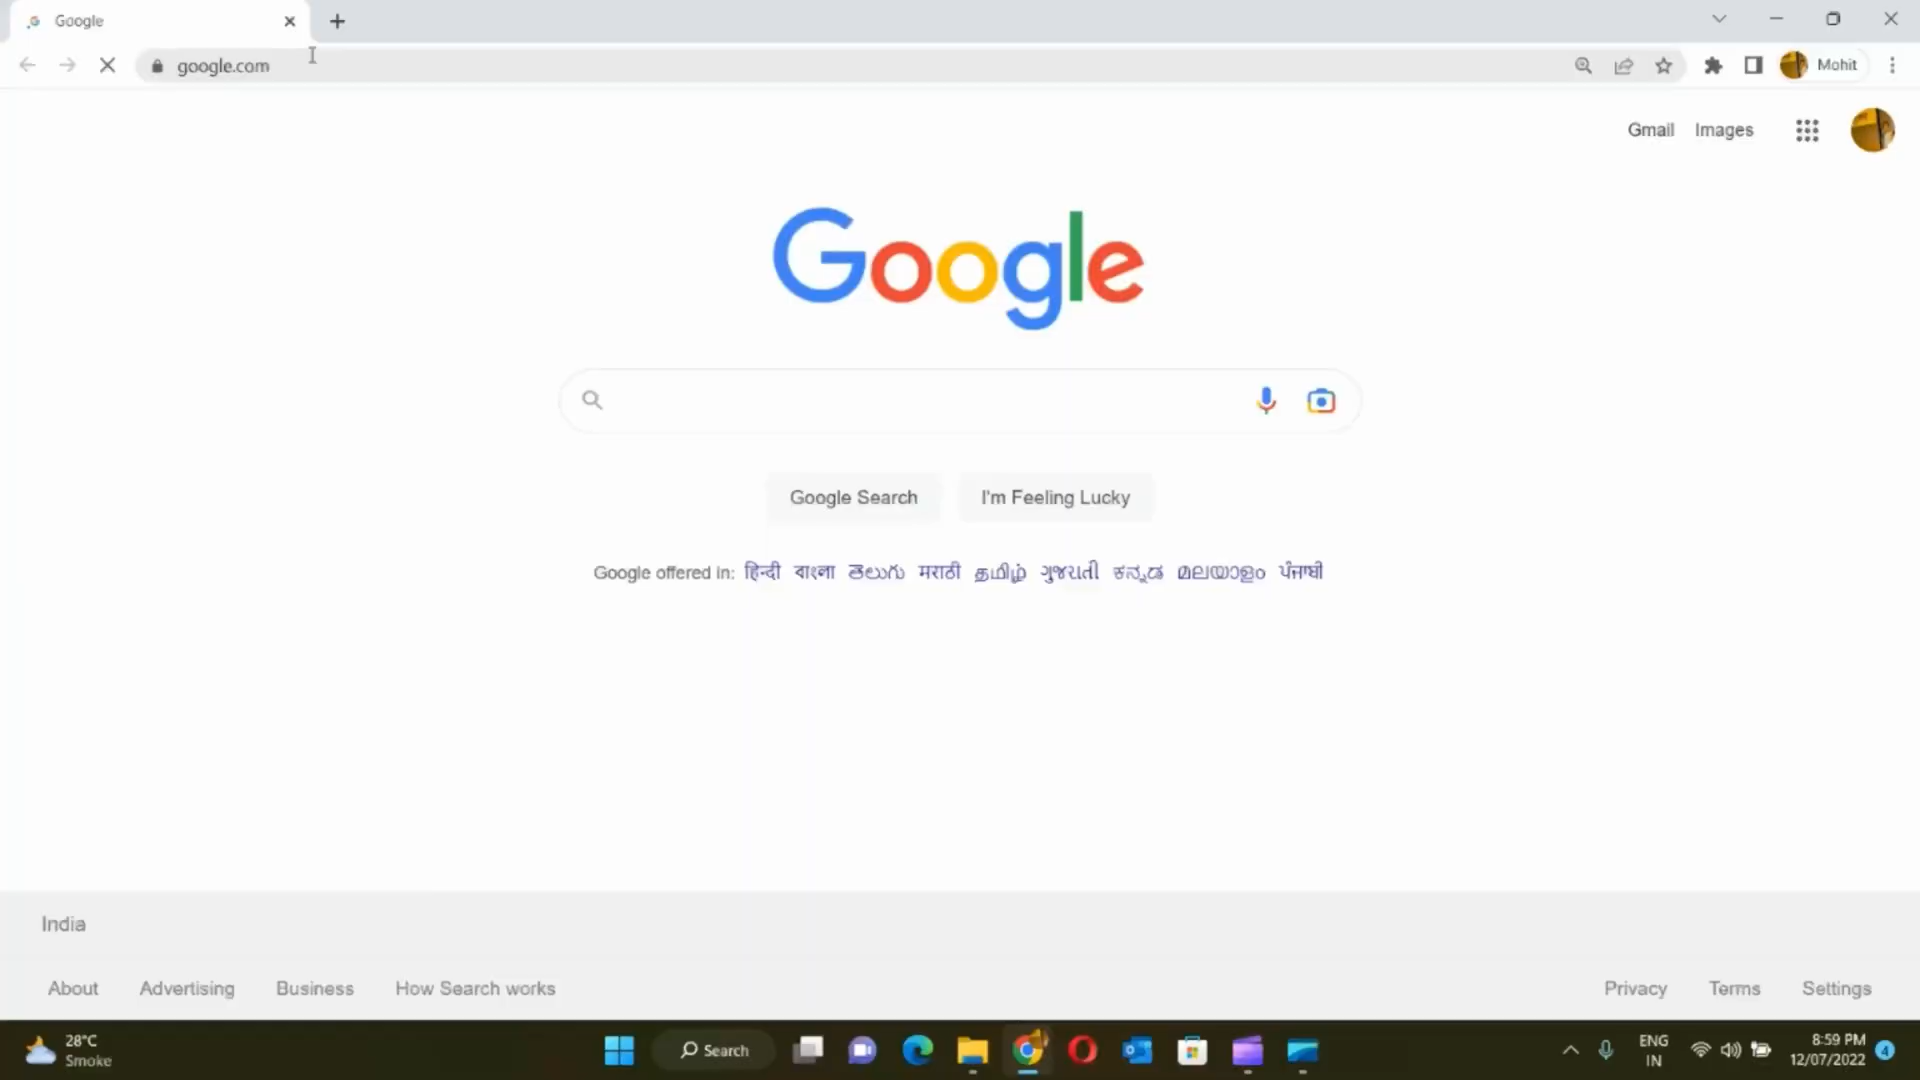 Google
google.com
Mohit
Gmail Images
Google
Google Search I'm Feeling Lucky
Google offered in: हिन्दी বাংলা తెలుగు मराठी தமிழ் ગુજરાતી ಕನ್ನಡ മലയാളം ਪੰਜਾਬੀ
India
About Advertising Business How Search works Privacy Terms Settings
28°C
Smoke
Search
ENG
IN
8:59 PM
12/07/2022
4